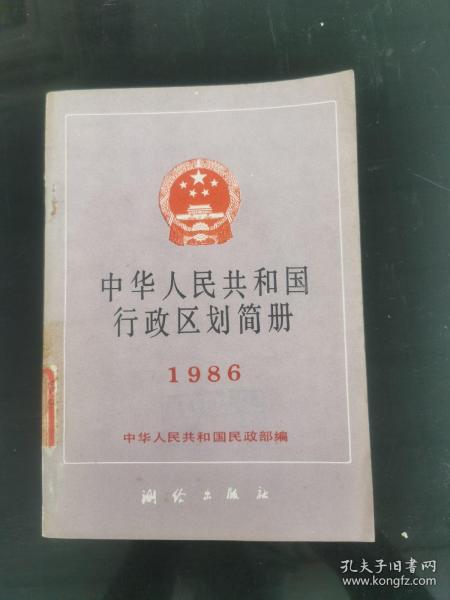 中华人民共和国
行政区划简册
1986
中华人民共和国民政部编
测绘出版社
孔夫子旧书网
www.kongfz.com